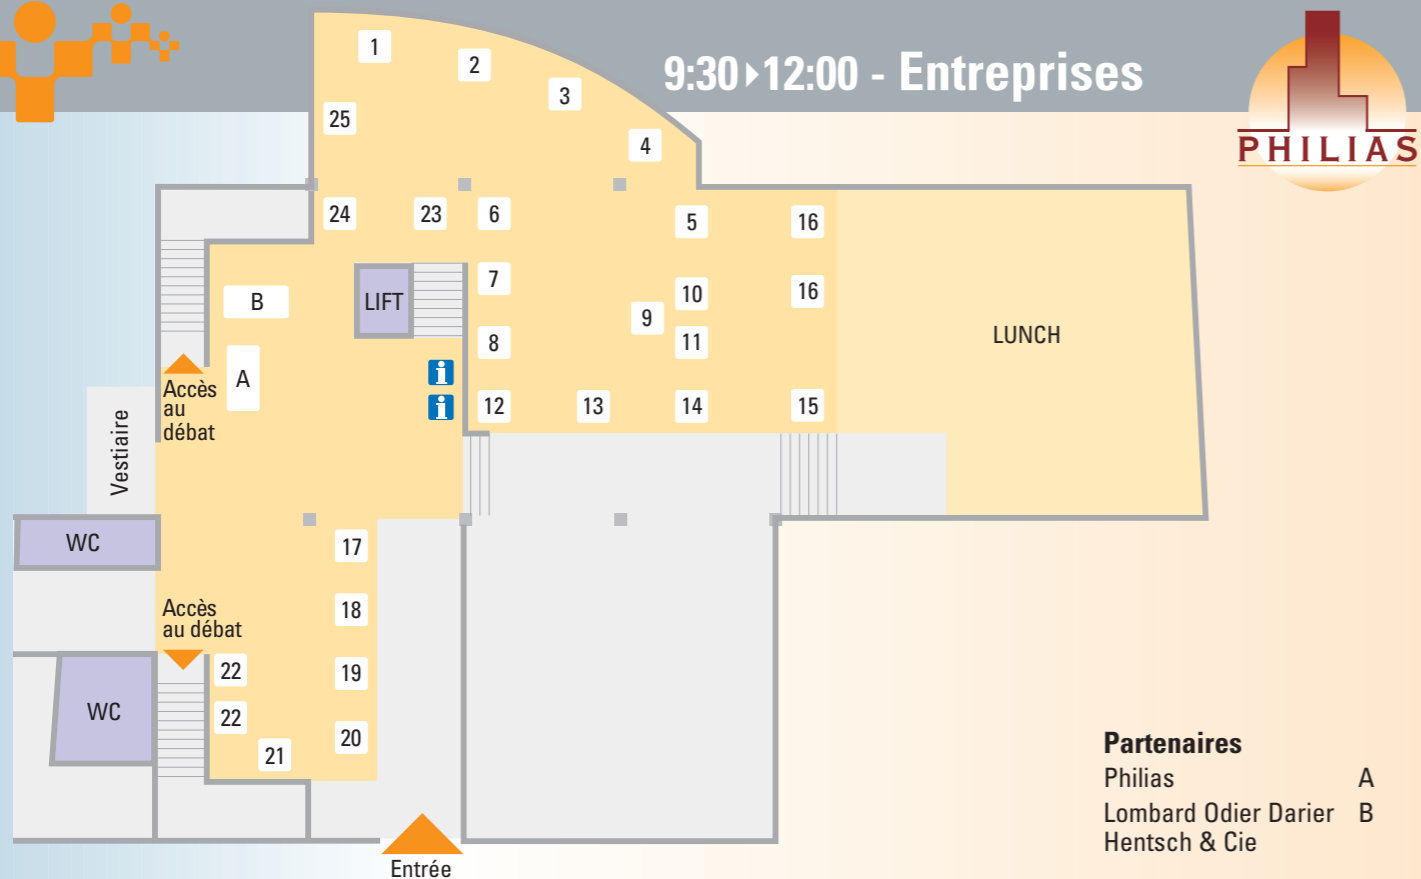 9:30 ▸ 12:00 - Entreprises
PHILIAS
1
2
3
4
25
24
23
6
5
16
7
10
16
B
LIFT
9
LUNCH
8
11
A
i
i
12
13
14
15
Accès
au
débat
Vestiaire
WC
17
Accès
au débat
18
22
19
WC
22
20
21
Entrée
Partenaires
Philias A
Lombard Odier Darier B
Hentsch & Cie